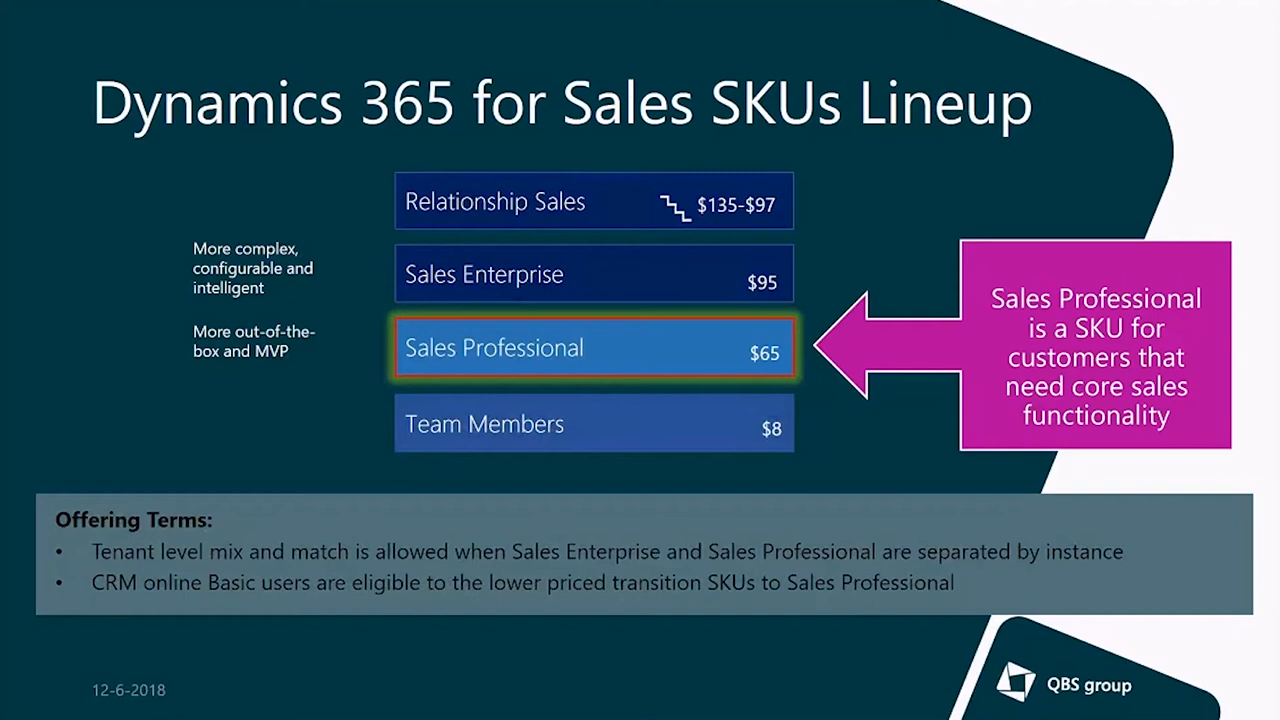 Dynamics 365 for Sales SKUs Lineup
Relationship Sales $135-$97
More complex,
configurable and
intelligent
Sales Enterprise $95
More out-of-the-
box and MVP
Sales Professional $65
Team Members $8
Sales Professional
is a SKU for
customers that
need core sales
functionality
Offering Terms:
• Tenant level mix and match is allowed when Sales Enterprise and Sales Professional are separated by instance
• CRM online Basic users are eligible to the lower priced transition SKUs to Sales Professional
12-6-2018
QBS group